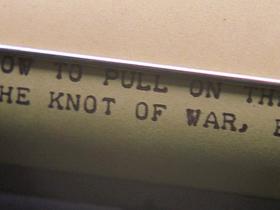 OW TO PULL ON TH
HE KNOT OF WAR,